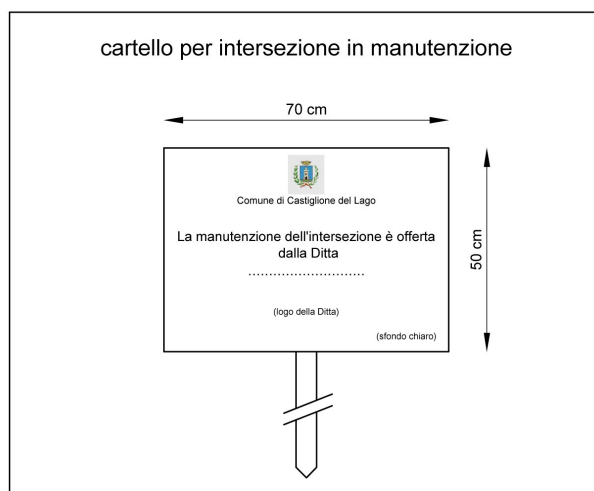 cartello per intersezione in manutenzione
70 cm
Comune di Castiglione del Lago
La manutenzione dell'intersezione è offerta
dalla Ditta
............................
(logo della Ditta)
(sfondo chiaro)
50 cm